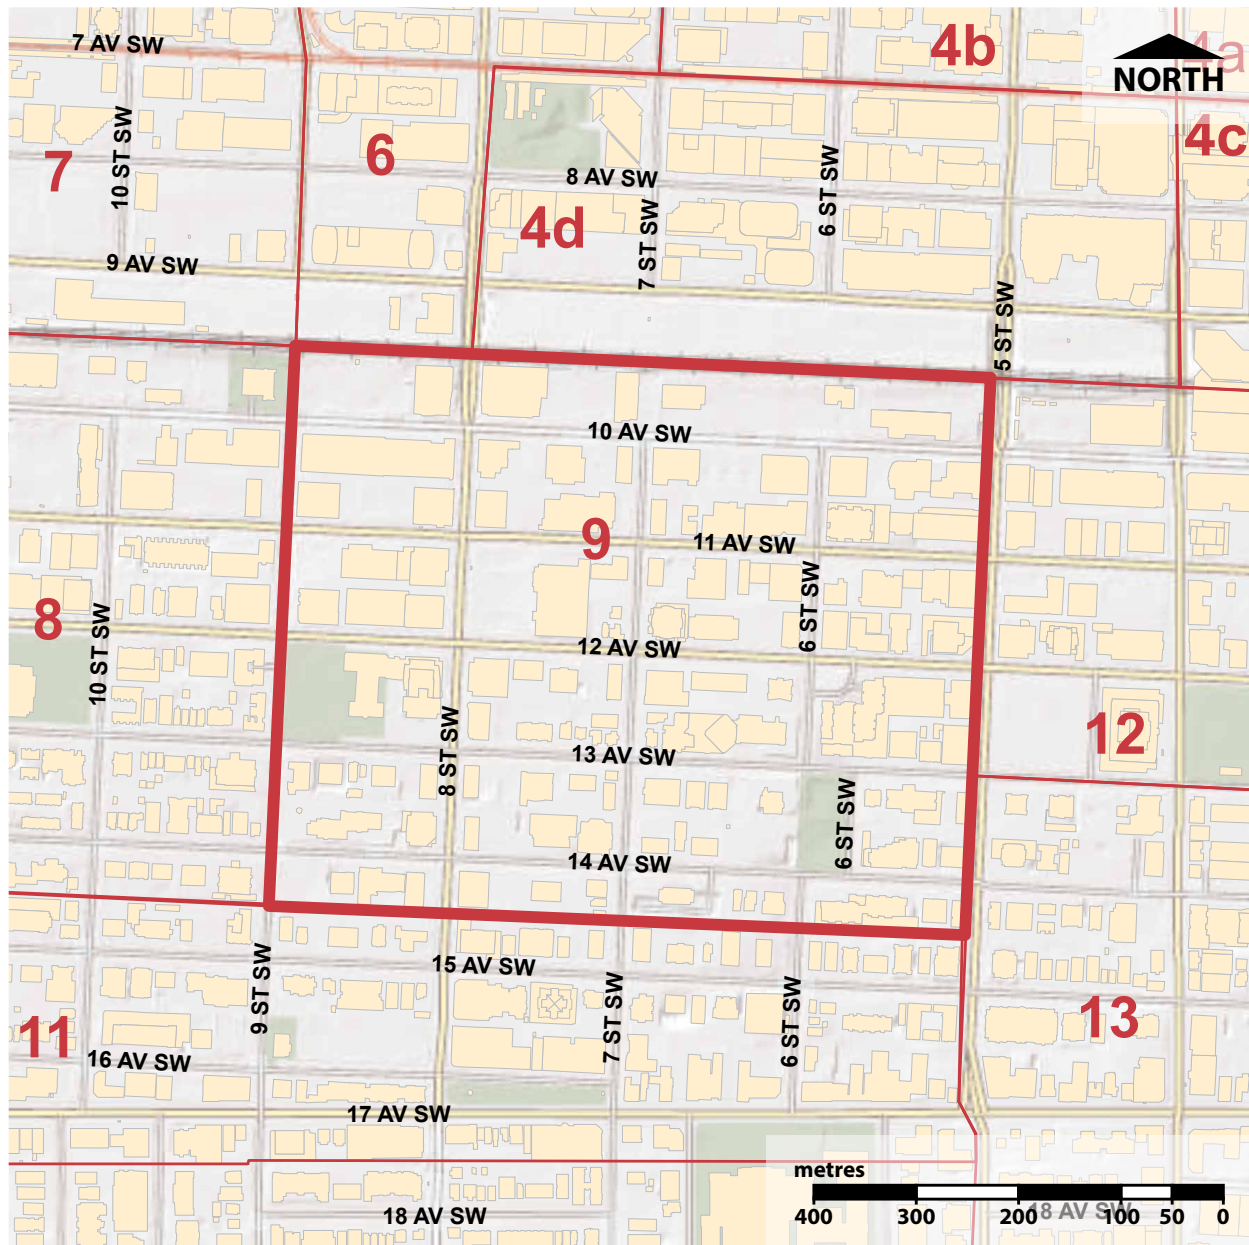 7 AV SW
4b
4a
NORTH
10 ST SW
7
6
4c
8 AV SW
6 ST SW
4d
7 ST SW
9 AV SW
5 ST SW
10 AV SW
9
11 AV SW
6 ST SW
8
10 ST SW
12 AV SW
8 ST SW
12
13 AV SW
6 ST SW
14 AV SW
9 ST SW
15 AV SW
7 ST SW
6 ST SW
11
13
16 AV SW
17 AV SW
metres
18 AV SW
18 AV SW
400 300 200 100 50 0